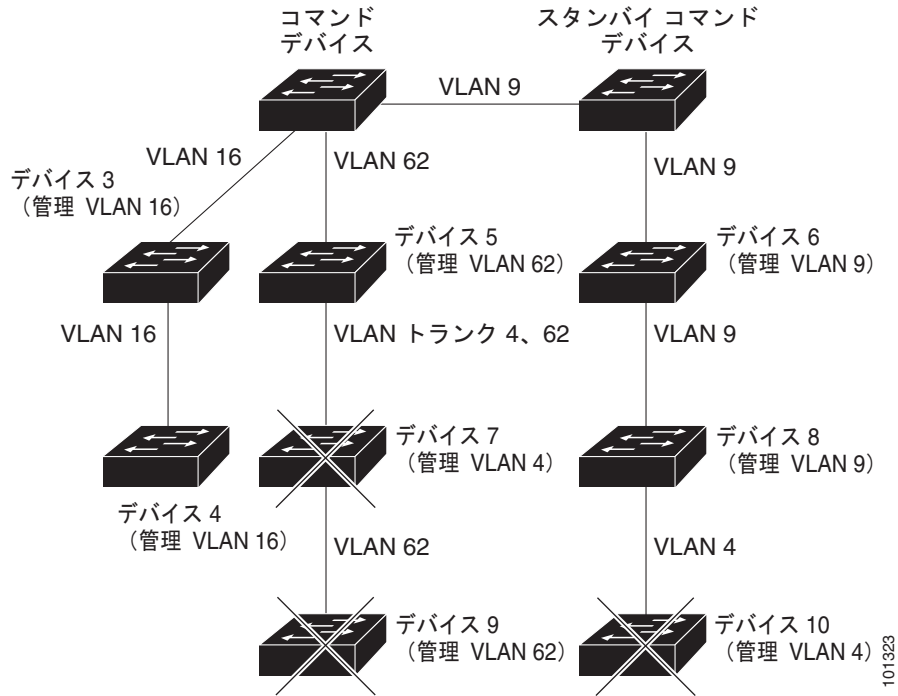 コマンド
デバイス
スタンバイ コマンド
デバイス
VLAN 9
VLAN 16
VLAN 62
VLAN 9
デバイス 3
（管理 VLAN 16）
デバイス 5
（管理 VLAN 62）
デバイス 6
（管理 VLAN 9）
VLAN 16
VLAN トランク 4、62
VLAN 9
デバイス 7
（管理 VLAN 4）
デバイス 8
（管理 VLAN 9）
デバイス 4
（管理 VLAN 16）
VLAN 62
VLAN 4
デバイス 9
（管理 VLAN 62）
デバイス 10
（管理 VLAN 4）
101323